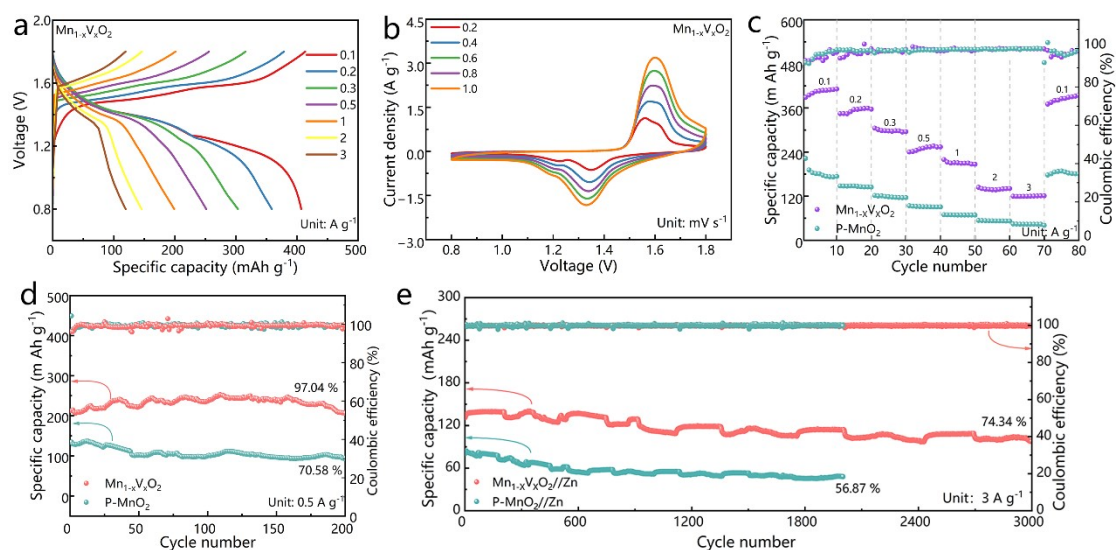 a
Voltage (V)
1.8
1.6
1.2
0.8
0 100 200 300 400 500
Specific capacity (mAh g⁻¹)
Mn₁₋ₓVₓO₂
0.1
0.2
0.3
0.5
1
2
3
Unit: A g⁻¹
b
Current density (A g⁻¹)
4.5
3.0
1.5
0.0
-1.5
-3.0
0.8 1.0 1.2 1.4 1.6 1.8
Voltage (V)
0.2
0.4
0.6
0.8
1.0
Mn₁₋ₓVₓO₂
Unit: mV s⁻¹
c
Specific capacity (m Ah g⁻¹)
600
480
360
240
120
0
0 10 20 30 40 50 60 70 80
Cycle number
Coulombic efficiency (%)
100
80
60
40
20
0
0.1
0.2
0.3
0.5
1
2
3
0.1
Mn₁₋ₓVₓO₂
P-MnO₂
Unit: A g⁻¹
d
Specific capacity (m Ah g⁻¹)
500
400
300
250
200
150
100
50
0
0 50 100 150 200
Cycle number
Coulombic efficiency (%)
100
80
60
40
20
0
97.04 %
70.58 %
Mn₁₋ₓVₓO₂
P-MnO₂
Unit: 0.5 A g⁻¹
e
Specific capacity (mAh g⁻¹)
300
260
180
120
60
0
0 600 1200 1800 2400 3000
Cycle number
Coulombic efficiency (%)
100
80
60
40
20
0
74.34 %
56.87 %
Mn₁₋ₓVₓO₂//Zn
P-MnO₂//Zn
Unit: 3 A g⁻¹